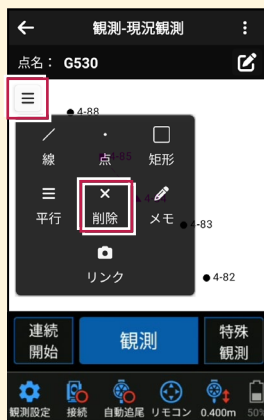 観測-現況観測
点名： G530
4-88
線 点 矩形
4-85
平行 削除 メモ
4-83
リンク
4-82
連続
開始
観測
特殊
観測
観測設定 接続 自動追尾 リモコン 0.400m 50%